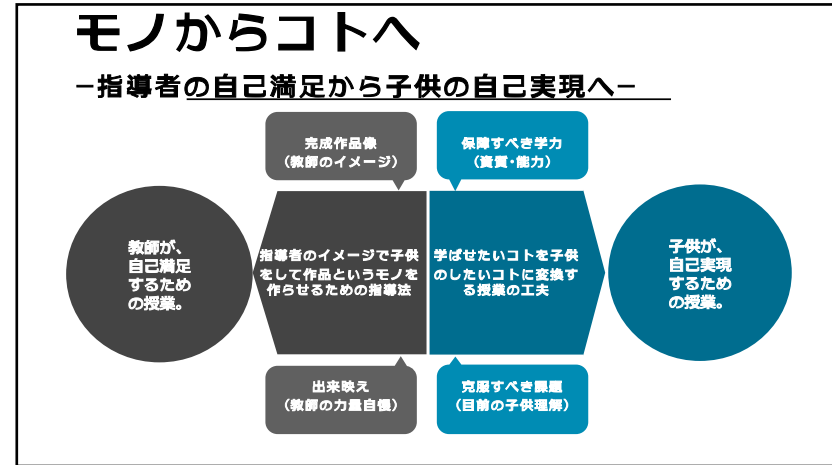 モノからコトへ
−指導者の自己満足から子供の自己実現へ−
完成作品像
（教師のイメージ）
保障すべき学力
（資質・能力）
教師が、
自己満足
するため
の授業。
指導者のイメージで子供
をして作品というモノを
作らせるための指導法
学ばせたいコトを子供
のしたいコトに変換す
る授業の工夫
子供が、
自己実現
するため
の授業。
出来映え
（教師の力量自慢）
克服すべき課題
（目前の子供理解）